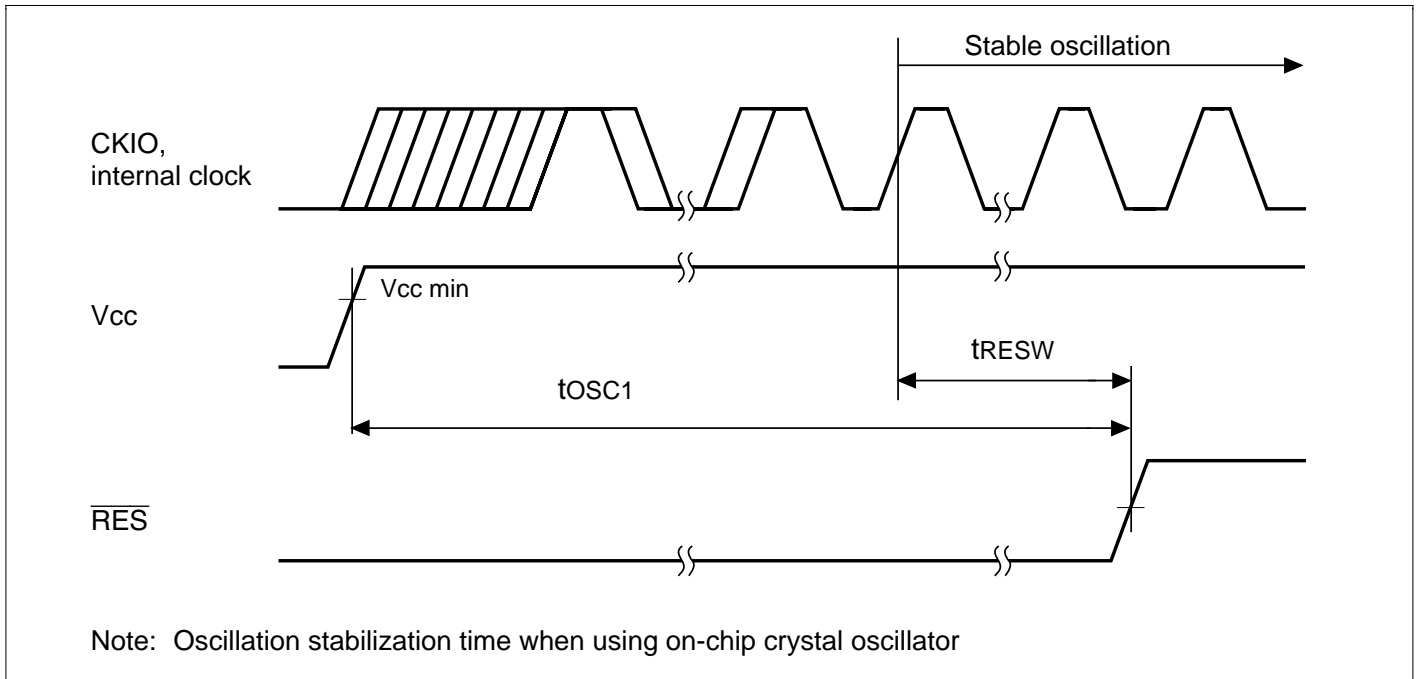 Stable oscillation
CKIO,
internal clock
Vcc min
Vcc
tRESW
tOSC1
RES
Note: Oscillation stabilization time when using on-chip crystal oscillator